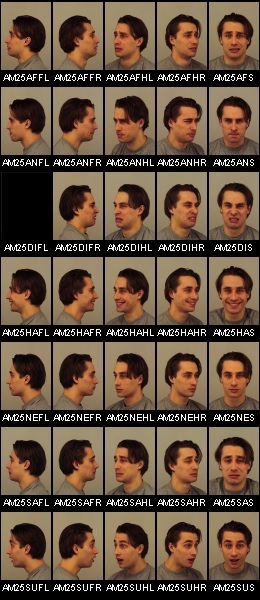 AM25AFFL AM25AFFR AM25AFHL AM25AFHR AM25AFS
AM25ANFL AM25ANFR AM25ANHL AM25ANHR AM25ANS
AM25DIFL AM25DIFR AM25DIHL AM25DIHR AM25DIS
AM25HAFL AM25HAFR AM25HAHL AM25HAHR AM25HAS
AM25NEFL AM25NEFR AM25NEHL AM25NEHR AM25NES
AM25SAFL AM25SAFR AM25SAHL AM25SAHR AM25SAS
AM25SUFL AM25SUFR AM25SUHL AM25SUHR AM25SUS